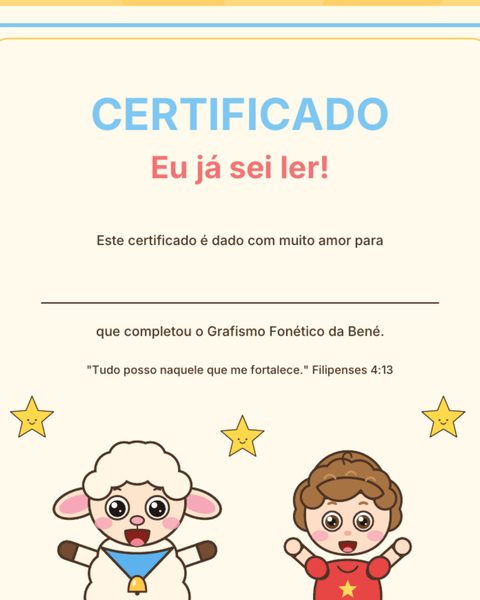 CERTIFICADO
Eu já sei ler!
Este certificado é dado com muito amor para
que completou o Grafismo Fonético da Bené.
"Tudo posso naquele que me fortalece." Filipenses 4:13